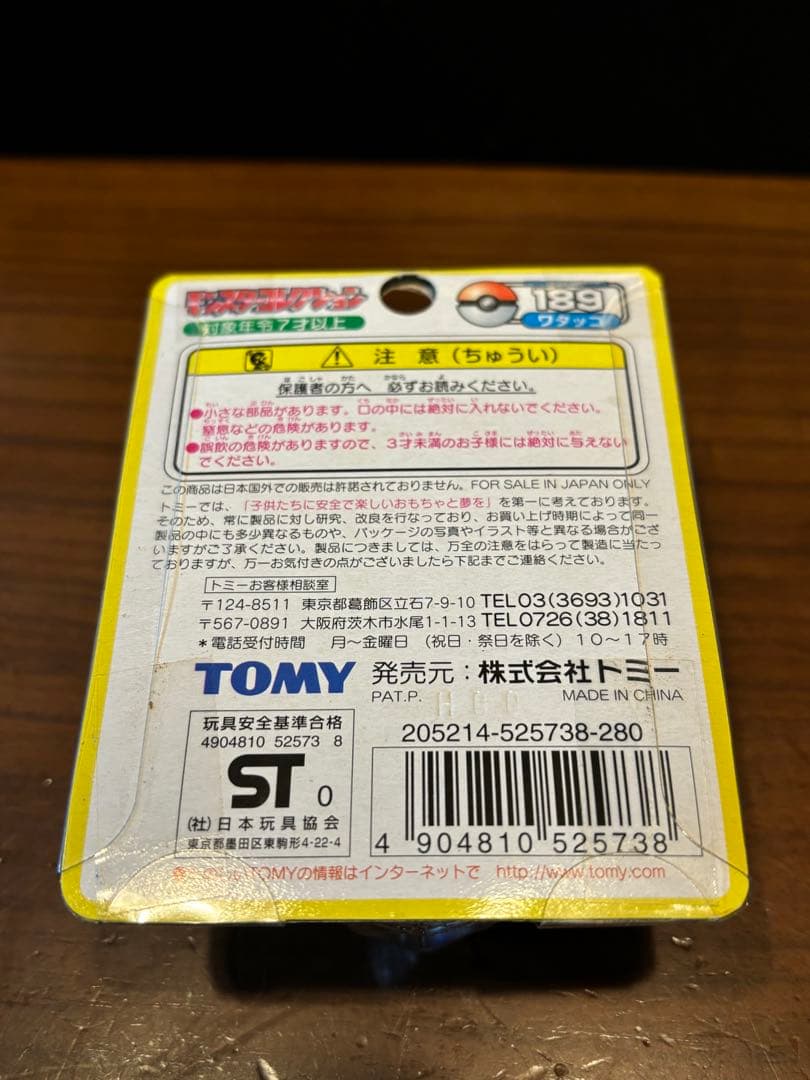 モンスターコレクション
189
対象年令7才以上
ワタッコ
注意(ちゅうい)
保護者の方へ 必ずお読みください。
●小さな部品があります。口の中には絶対に入れないでください。
窒息などの危険があります。
●誤飲の危険がありますので、3才未満のお子様には絶対に与えない
でください。
この商品は日本国外での販売は許諾されておりません。FOR SALE IN JAPAN ONLY
トミーでは、「子供たちに安全で楽しいおもちゃと夢を」を第一に考えております。
そのため、常に製品に対し研究、改良を行なっており、お買い上げ時期によって同一
製品の中にも多少異なるものや、パッケージの写真やイラスト等と異なる場合がござ
いますがご了承ください。製品につきましては、万全の注意をはらって製造に当たっ
ておりますが、万一お気付きの点がございましたら下記までご連絡ください。
トミーお客様相談室
〒124-8511 東京都葛飾区立石7-9-10 TEL03(3693)1031
〒567-0891 大阪府茨木市水尾1-1-13 TEL0726(38)1811
*電話受付時間 月~金曜日 (祝日・祭日を除く) 10~17時
TOMY 発売元:株式会社トミー
PAT.P. MADE IN CHINA
玩具安全基準合格
4904810 52573 8
ST 0
(社)日本玩具協会
東京都墨田区東駒形4-22-4
205214-525738-280
4 904810 525738
TOMYの情報はインターネットで http://www.tomy.com